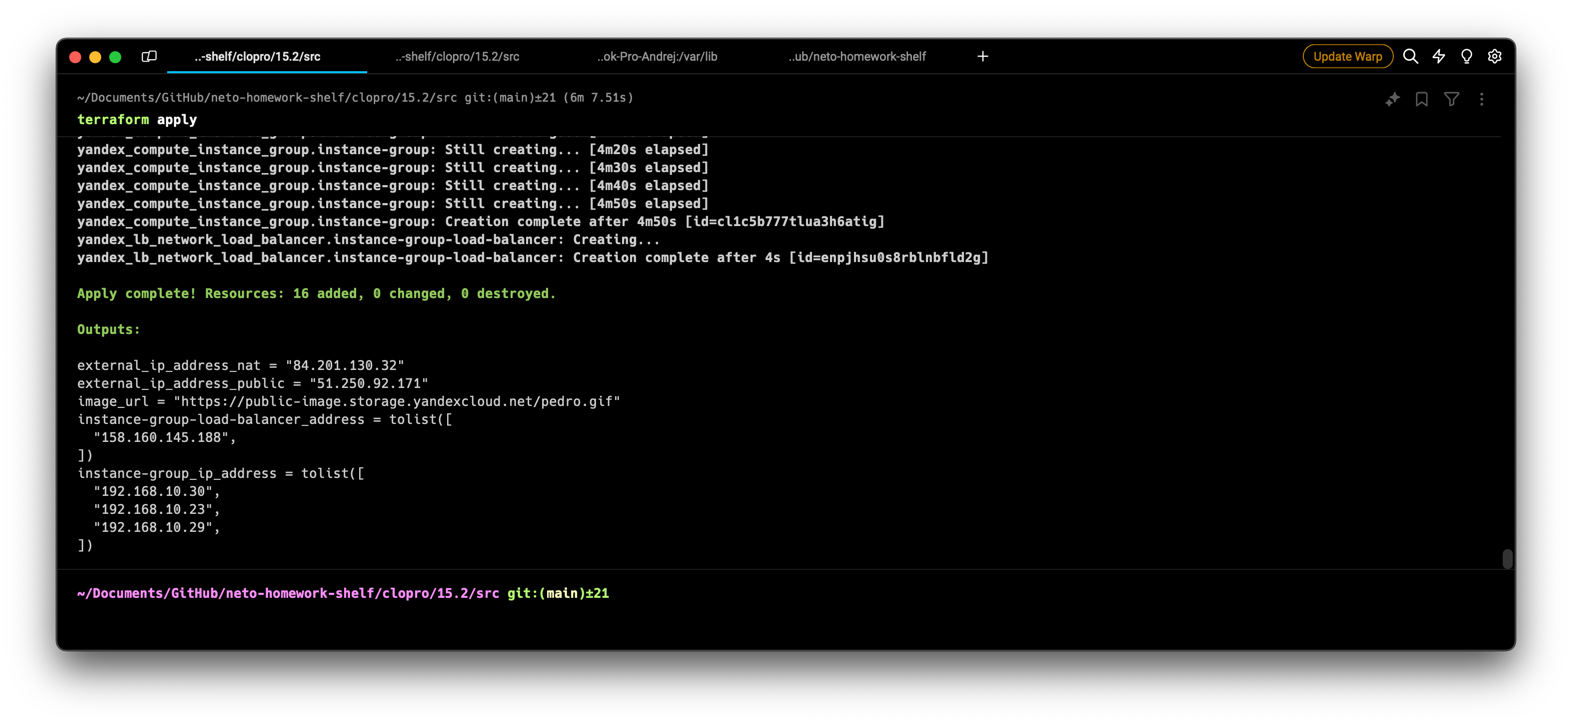 ..-shelf/clopro/15.2/src
..-shelf/clopro/15.2/src
..ok-Pro-Andrej:/var/lib
..ub/neto-homework-shelf
+
Update Warp
~/Documents/GitHub/neto-homework-shelf/clopro/15.2/src git:(main)±21 (6m 7.51s)
terraform apply
yandex_compute_instance_group.instance-group: Still creating... [4m20s elapsed]
yandex_compute_instance_group.instance-group: Still creating... [4m30s elapsed]
yandex_compute_instance_group.instance-group: Still creating... [4m40s elapsed]
yandex_compute_instance_group.instance-group: Still creating... [4m50s elapsed]
yandex_compute_instance_group.instance-group: Creation complete after 4m50s [id=cl1c5b777tlua3h6atig]
yandex_lb_network_load_balancer.instance-group-load-balancer: Creating...
yandex_lb_network_load_balancer.instance-group-load-balancer: Creation complete after 4s [id=enpjhsu0s8rblnbfld2g]
Apply complete! Resources: 16 added, 0 changed, 0 destroyed.
Outputs:
external_ip_address_nat = "84.201.130.32"
external_ip_address_public = "51.250.92.171"
image_url = "https://public-image.storage.yandexcloud.net/pedro.gif"
instance-group-load-balancer_address = tolist([
  "158.160.145.188",
])
instance-group_ip_address = tolist([
  "192.168.10.30",
  "192.168.10.23",
  "192.168.10.29",
])
~/Documents/GitHub/neto-homework-shelf/clopro/15.2/src git:(main)±21